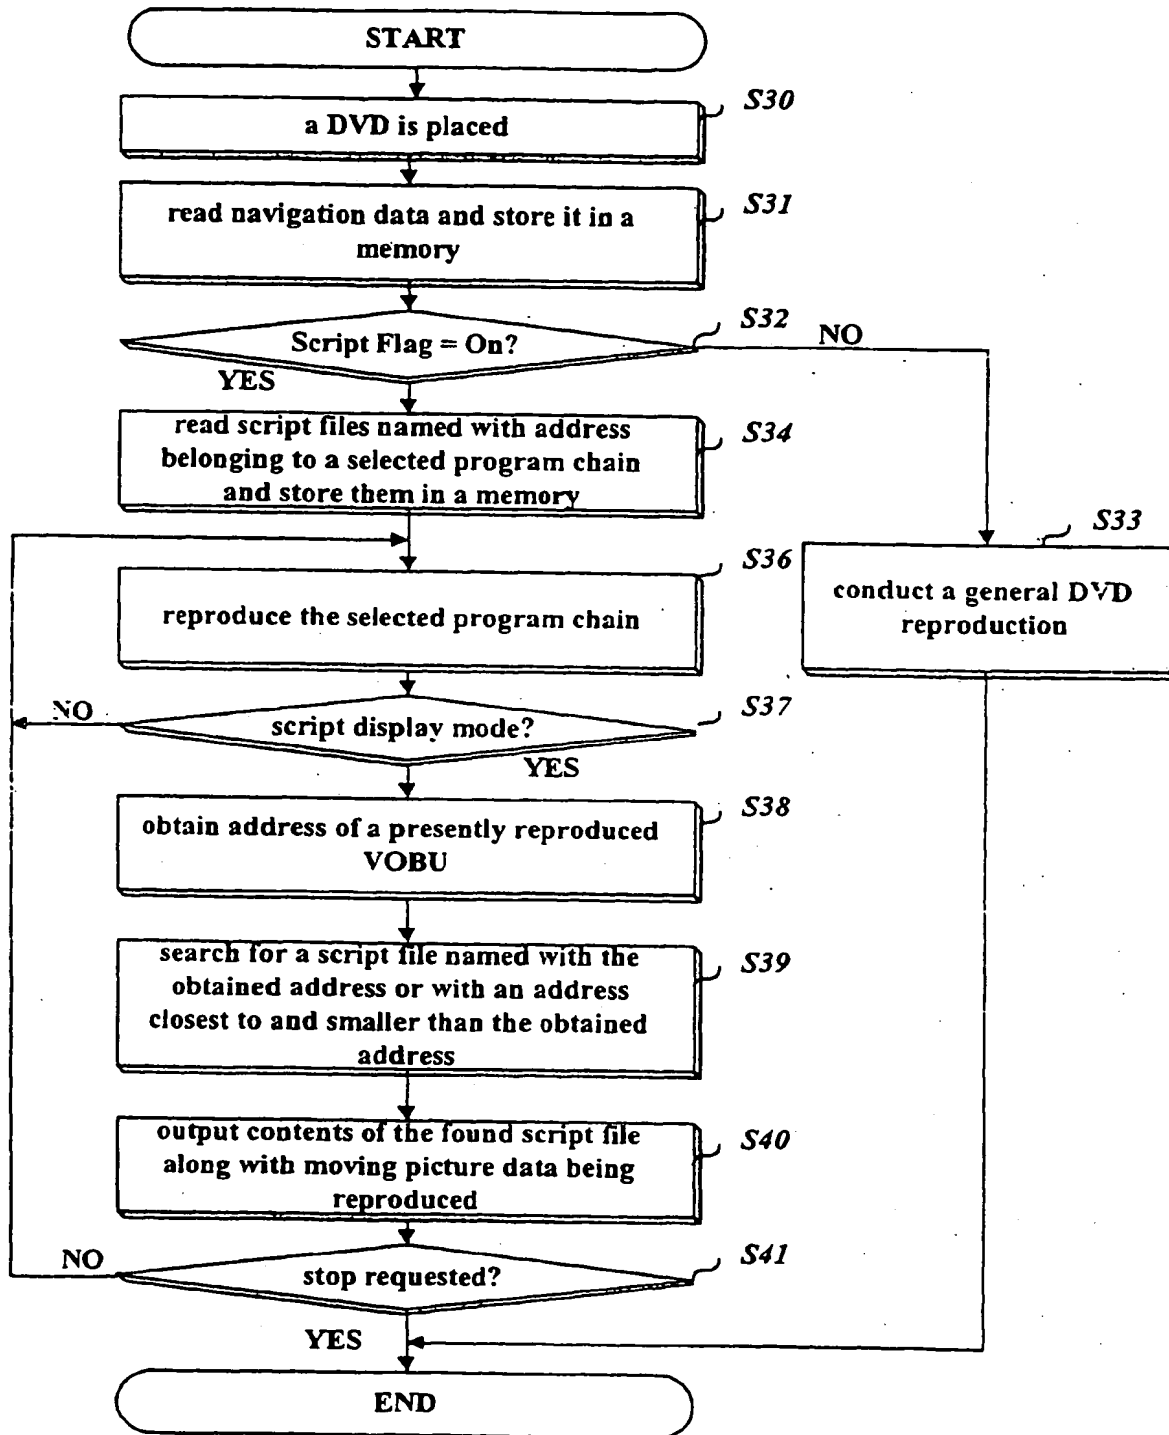 START
S30
a DVD is placed
S31
read navigation data and store it in a
memory
S32
Script Flag = On?
NO
YES
S34
read script files named with address
belonging to a selected program chain
and store them in a memory
S33
conduct a general DVD
reproduction
S36
reproduce the selected program chain
S37
NO
script display mode?
YES
S38
obtain address of a presently reproduced
VOBU
S39
search for a script file named with the
obtained address or with an address
closest to and smaller than the obtained
address
S40
output contents of the found script file
along with moving picture data being
reproduced
S41
NO
stop requested?
YES
END